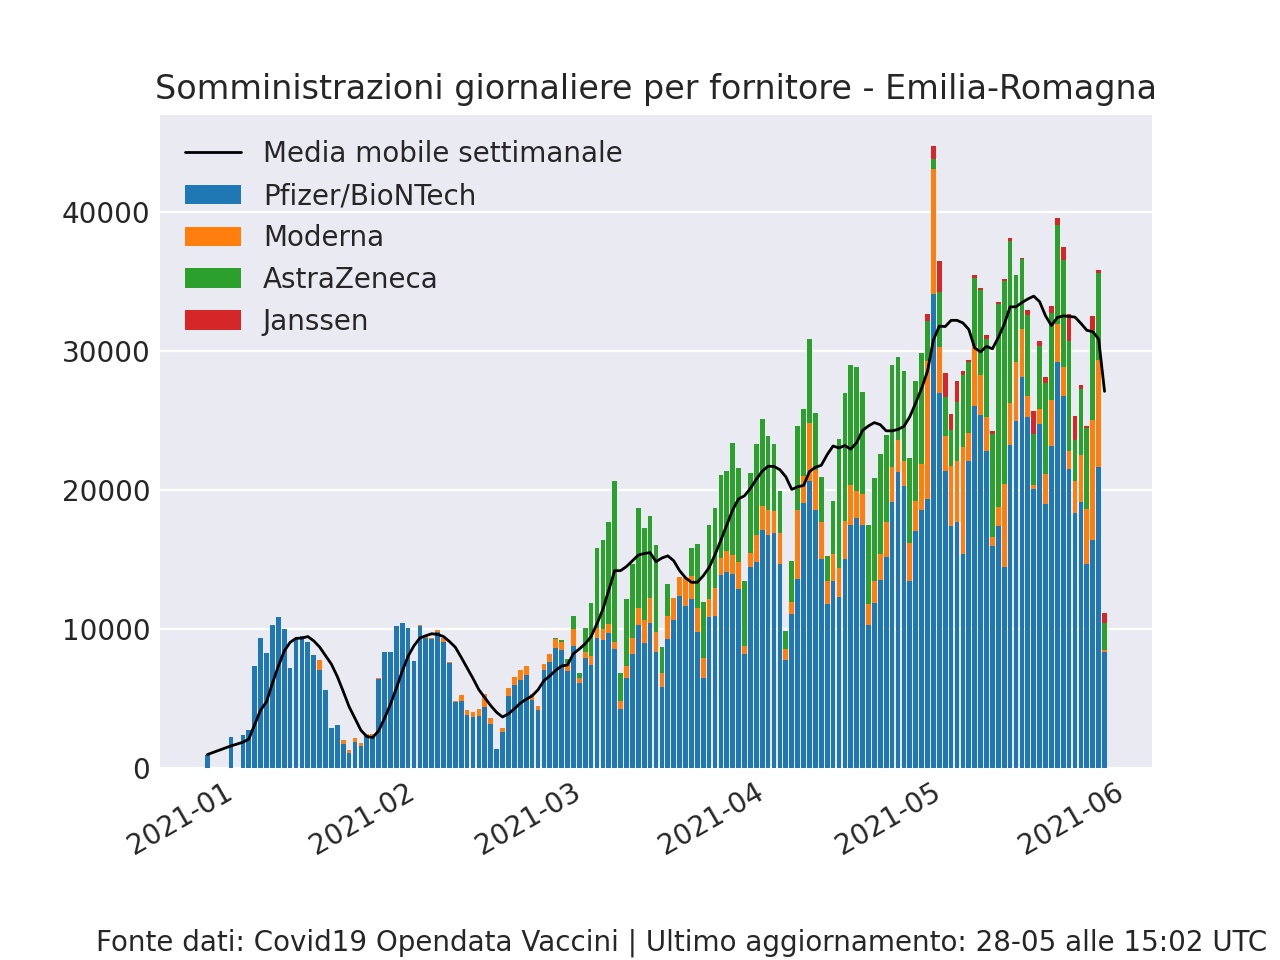 Somministrazioni giornaliere per fornitore - Emilia-Romagna
Media mobile settimanale
Pfizer/BioNTech
Moderna
AstraZeneca
Janssen
40000
30000
20000
10000
0
2021-01
2021-02
2021-03
2021-04
2021-05
2021-06
Fonte dati: Covid19 Opendata Vaccini | Ultimo aggiornamento: 28-05 alle 15:02 UTC